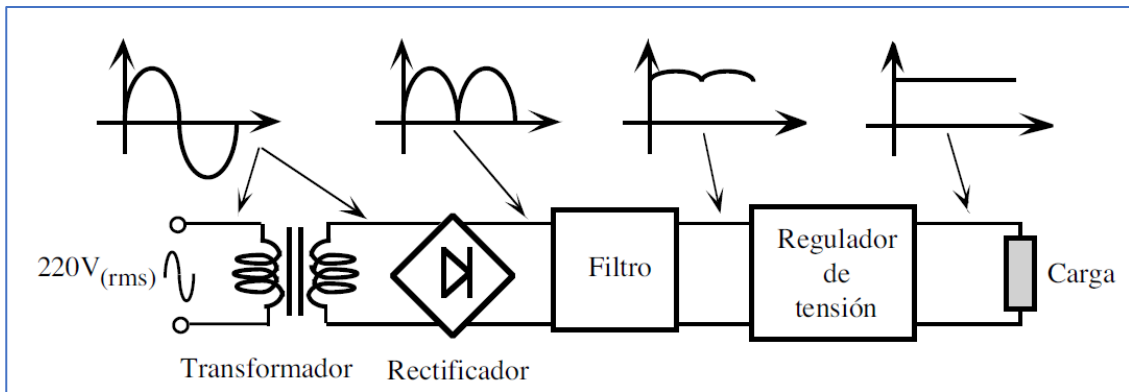 220V(rms)
Transformador
Rectificador
Filtro
Regulador
de
tensión
Carga